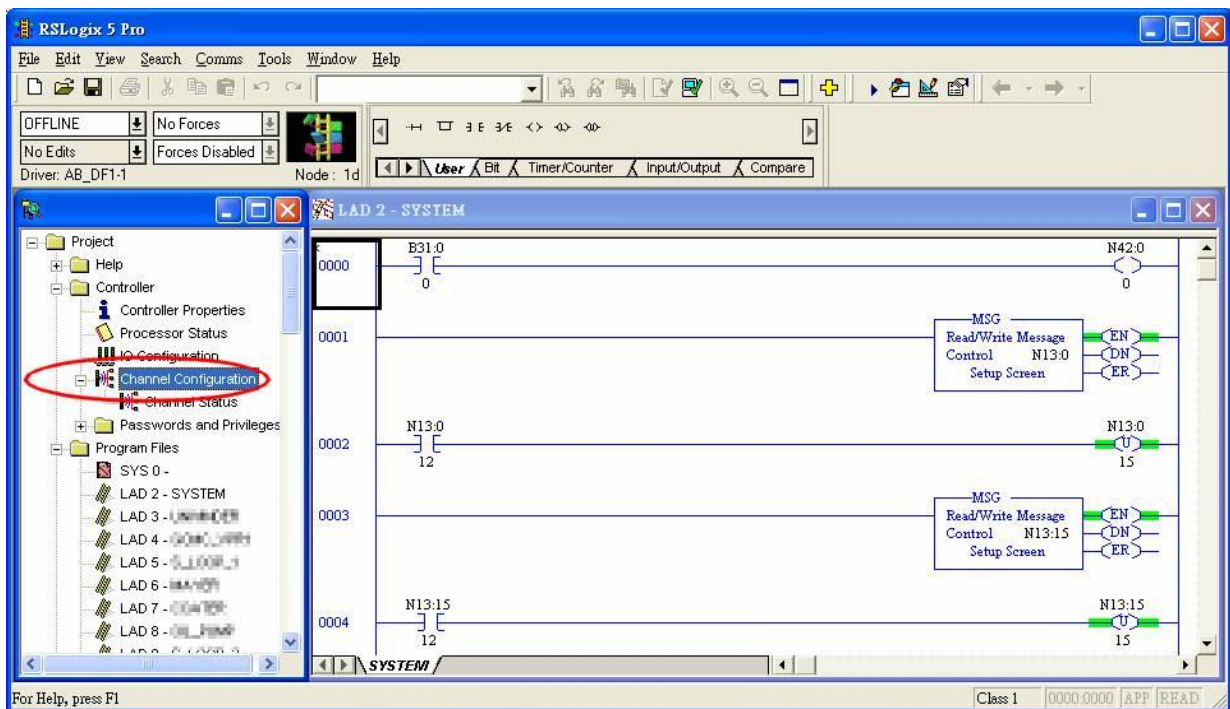 RSLogix 5 Pro
File Edit View Search Comms Tools Window Help
OFFLINE No Forces
No Edits Forces Disabled
Driver: AB_DF1-1 Node : 1d
User Bit Timer/Counter Input/Output Compare
Project
Help
Controller
Controller Properties
Processor Status
IO Configuration
Channel Configuration
Channel Status
Passwords and Privileges
Program Files
SYS 0 -
LAD 2 - SYSTEM
LAD 3 -
LAD 4 -
LAD 5 -
LAD 6 -
LAD 7 -
LAD 8 -
LAD 2 - SYSTEM
0000
B31:0
0
N42:0
0
0001
MSG
Read/Write Message
Control N13:0
Setup Screen
EN
DN
ER
0002
N13:0
12
N13:0
U
15
0003
MSG
Read/Write Message
Control N13:15
Setup Screen
EN
DN
ER
0004
N13:15
12
N13:15
U
15
SYSTEM
For Help, press F1
Class 1 0000:0000 APP READ